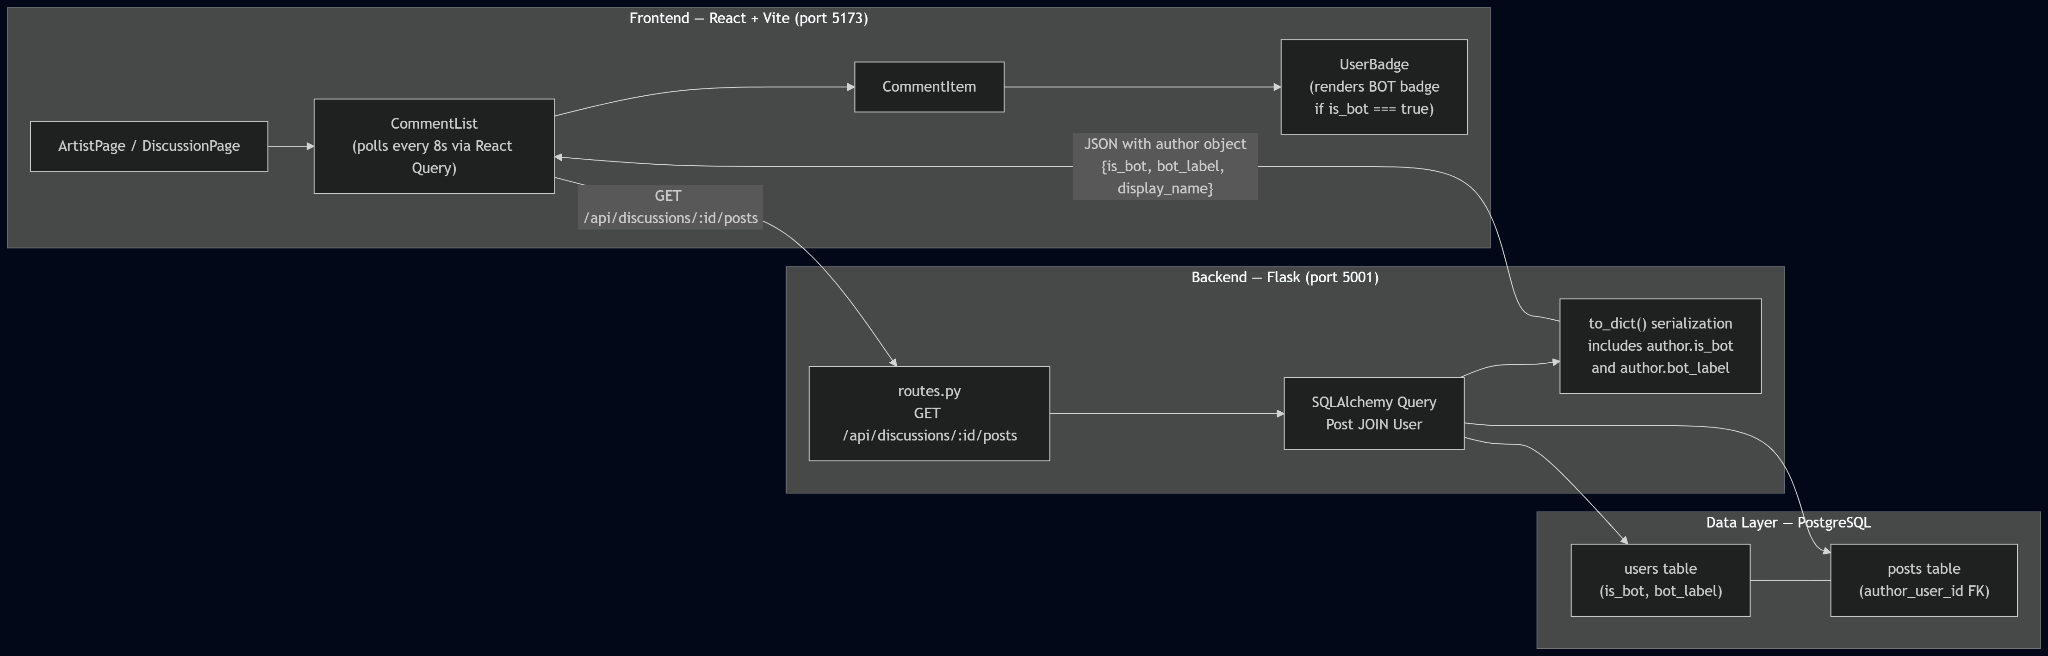 Frontend — React + Vite (port 5173)
ArtistPage / DiscussionPage
CommentList
(polls every 8s via React
Query)
CommentItem
UserBadge
(renders BOT badge
if is_bot === true)
JSON with author object
{is_bot, bot_label,
display_name}
GET
/api/discussions/:id/posts
Backend — Flask (port 5001)
routes.py
GET
/api/discussions/:id/posts
SQLAlchemy Query
Post JOIN User
to_dict() serialization
includes author.is_bot
and author.bot_label
Data Layer — PostgreSQL
users table
(is_bot, bot_label)
posts table
(author_user_id FK)